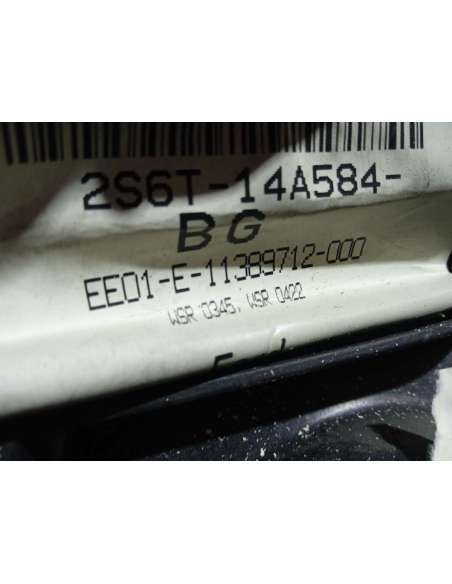 2S6T-14A584-
BG
EE01-E-11389712-000
WSR 0345, WSR 0422